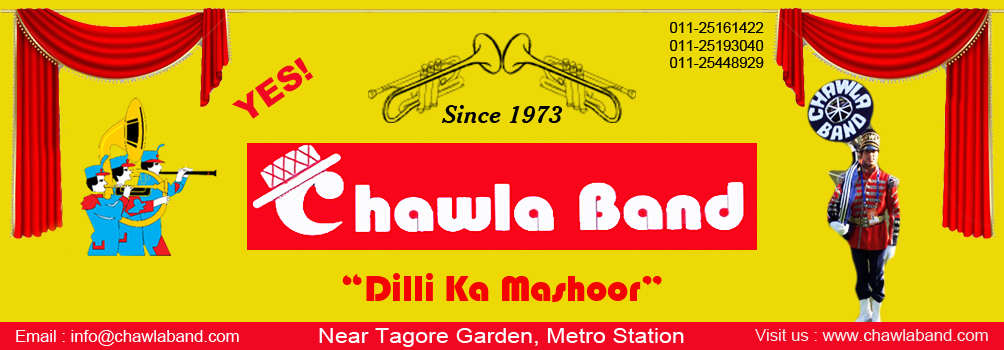 011-25161422
011-25193040
011-25448929
YES!
Since 1973
CHAWLA
BAND
Chawla Band
“Dilli Ka Mashoor”
Email : info@chawlaband.com
Near Tagore Garden, Metro Station
Visit us : www.chawlaband.com